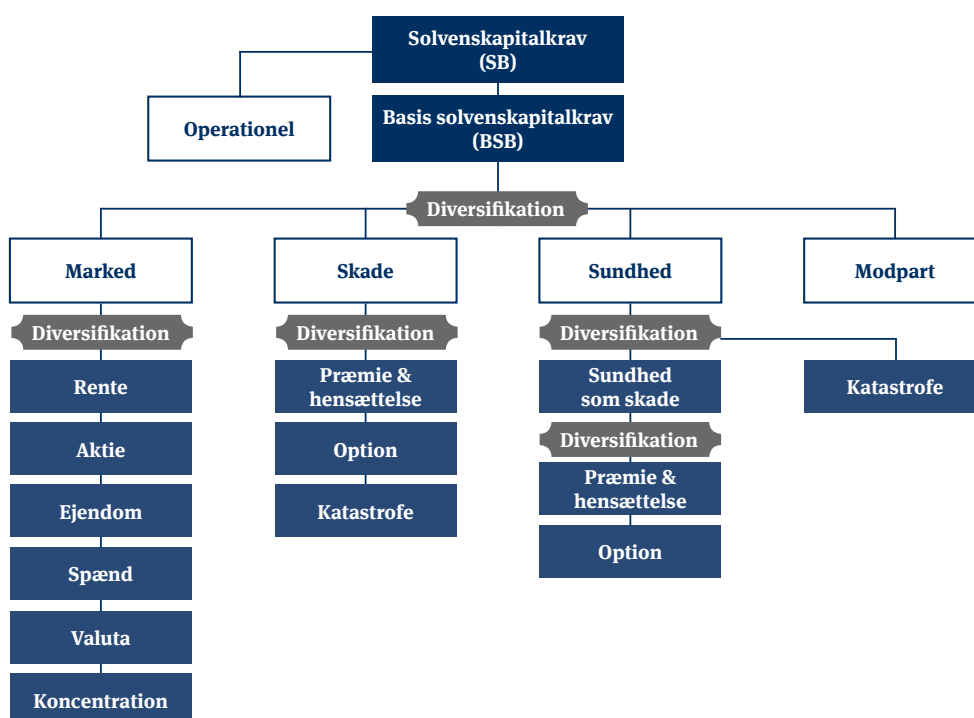 Solvenskapitalkrav
(SB)
Operationel
Basis solvenskapitalkrav
(BSB)
Diversifikation
Marked
Skade
Sundhed
Modpart
Diversifikation
Diversifikation
Diversifikation
Rente
Præmie &
hensættelse
Sundhed
som skade
Katastrofe
Aktie
Option
Diversifikation
Ejendom
Katastrofe
Præmie &
hensættelse
Spænd
Option
Valuta
Koncentration